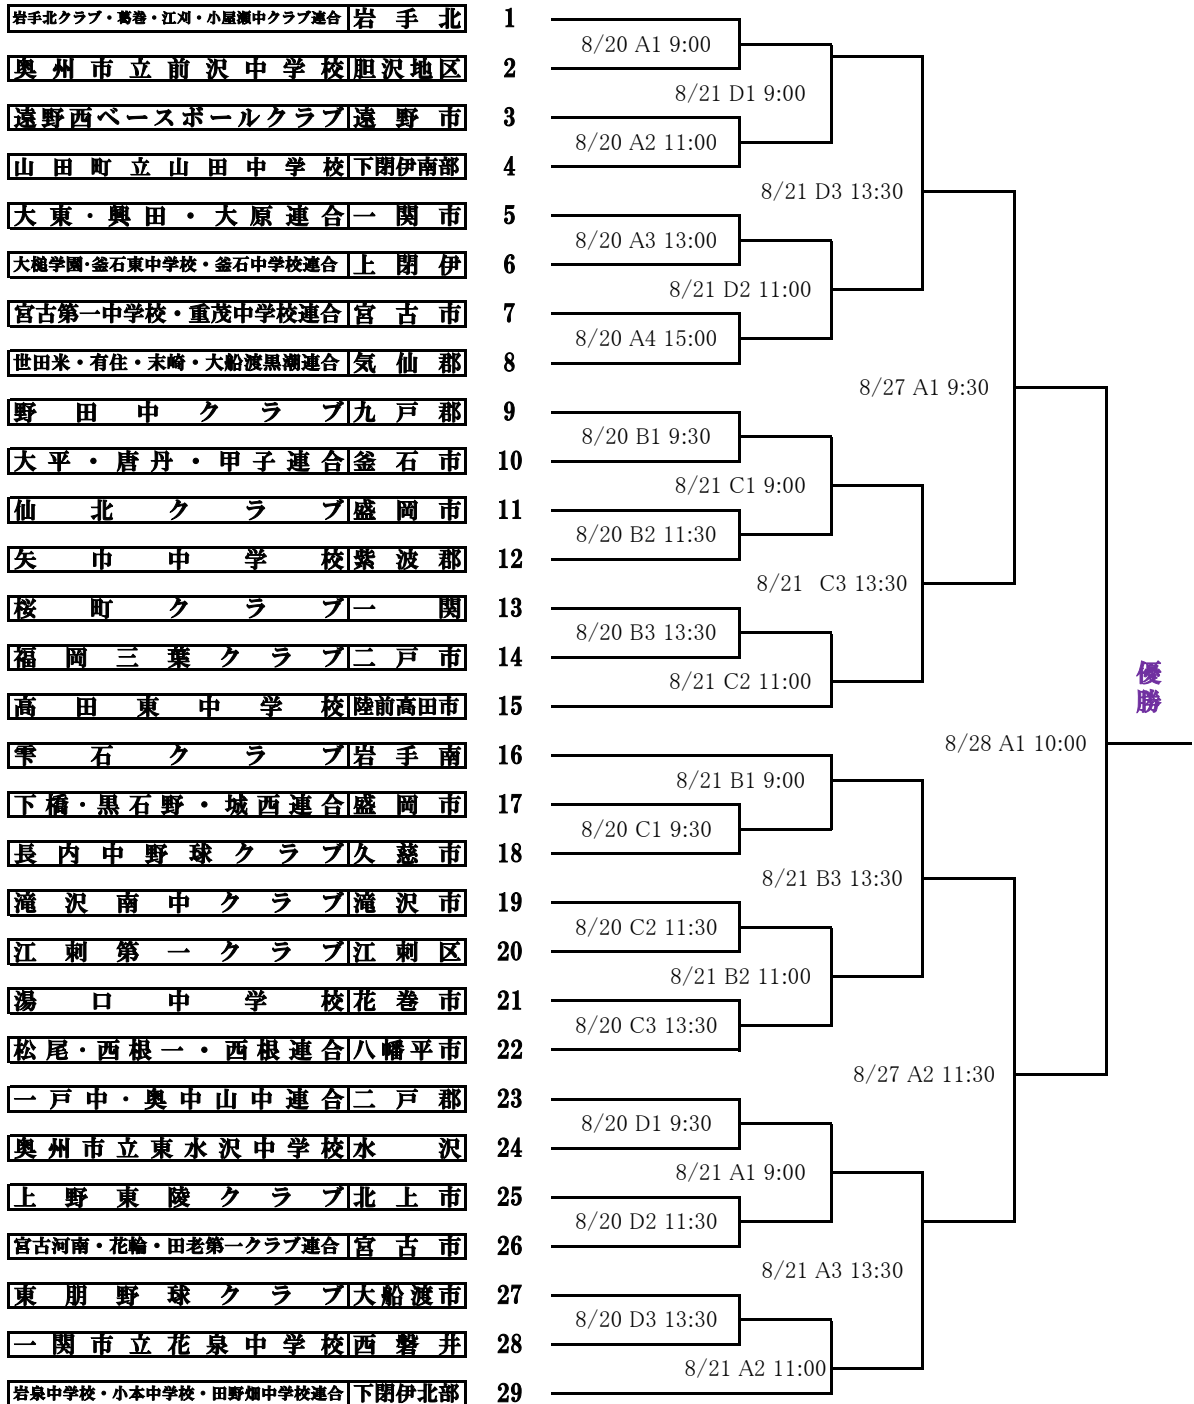 岩手北クラブ・葛巻・江刈・小屋瀬中クラブ連合 岩手北 1
8/20 A1 9:00
奥州市立前沢中学校 胆沢地区 2
8/21 D1 9:00
遠野西ベースボールクラブ 遠野市 3
8/20 A2 11:00
山田町立山田中学校 下閉伊南部 4
8/21 D3 13:30
大東・興田・大原連合 一関市 5
8/20 A3 13:00
大槌学園・釜石東中学校・釜石中学校連合 上閉伊 6
8/21 D2 11:00
宮古第一中学校・重茂中学校連合 宮古市 7
8/20 A4 15:00
世田米・有住・末崎・大船渡黒潮連合 気仙郡 8
8/27 A1 9:30
野田中クラブ 九戸郡 9
8/20 B1 9:30
大平・唐丹・甲子連合 釜石市 10
8/21 C1 9:00
仙北クラブ 盛岡市 11
8/20 B2 11:30
矢巾中学校 紫波郡 12
8/21 C3 13:30
桜町クラブ 一関 13
8/20 B3 13:30
福岡三葉クラブ 二戸市 14
8/21 C2 11:00
優勝
高田東中学校 陸前高田市 15
8/28 A1 10:00
雫石クラブ 岩手南 16
8/21 B1 9:00
下橋・黒石野・城西連合 盛岡市 17
8/20 C1 9:30
長内中野球クラブ 久慈市 18
8/21 B3 13:30
滝沢南中クラブ 滝沢市 19
8/20 C2 11:30
江刺第一クラブ 江刺区 20
8/21 B2 11:00
湯口中学校 花巻市 21
8/20 C3 13:30
松尾・西根一・西根連合 八幡平市 22
8/27 A2 11:30
一戸中・奥中山中連合 二戸郡 23
8/20 D1 9:30
奥州市立東水沢中学校 水沢 24
8/21 A1 9:00
上野東陵クラブ 北上市 25
8/20 D2 11:30
宮古河南・花輪・田老第一クラブ連合 宮古市 26
8/21 A3 13:30
東朋野球クラブ 大船渡市 27
8/20 D3 13:30
一関市立花泉中学校 西磐井 28
8/21 A2 11:00
岩泉中学校・小本中学校・田野畑中学校連合 下閉伊北部 29